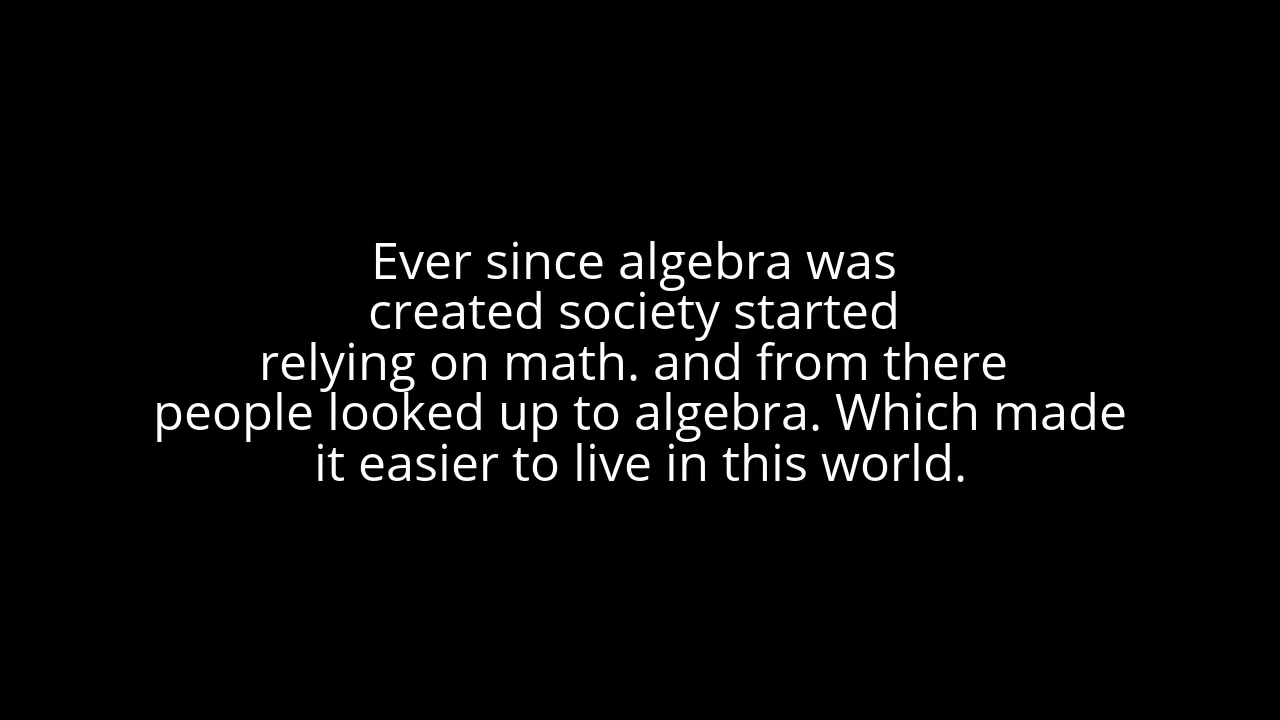 Ever since algebra was
created society started
relying on math. and from there
people looked up to algebra. Which made
it easier to live in this world.